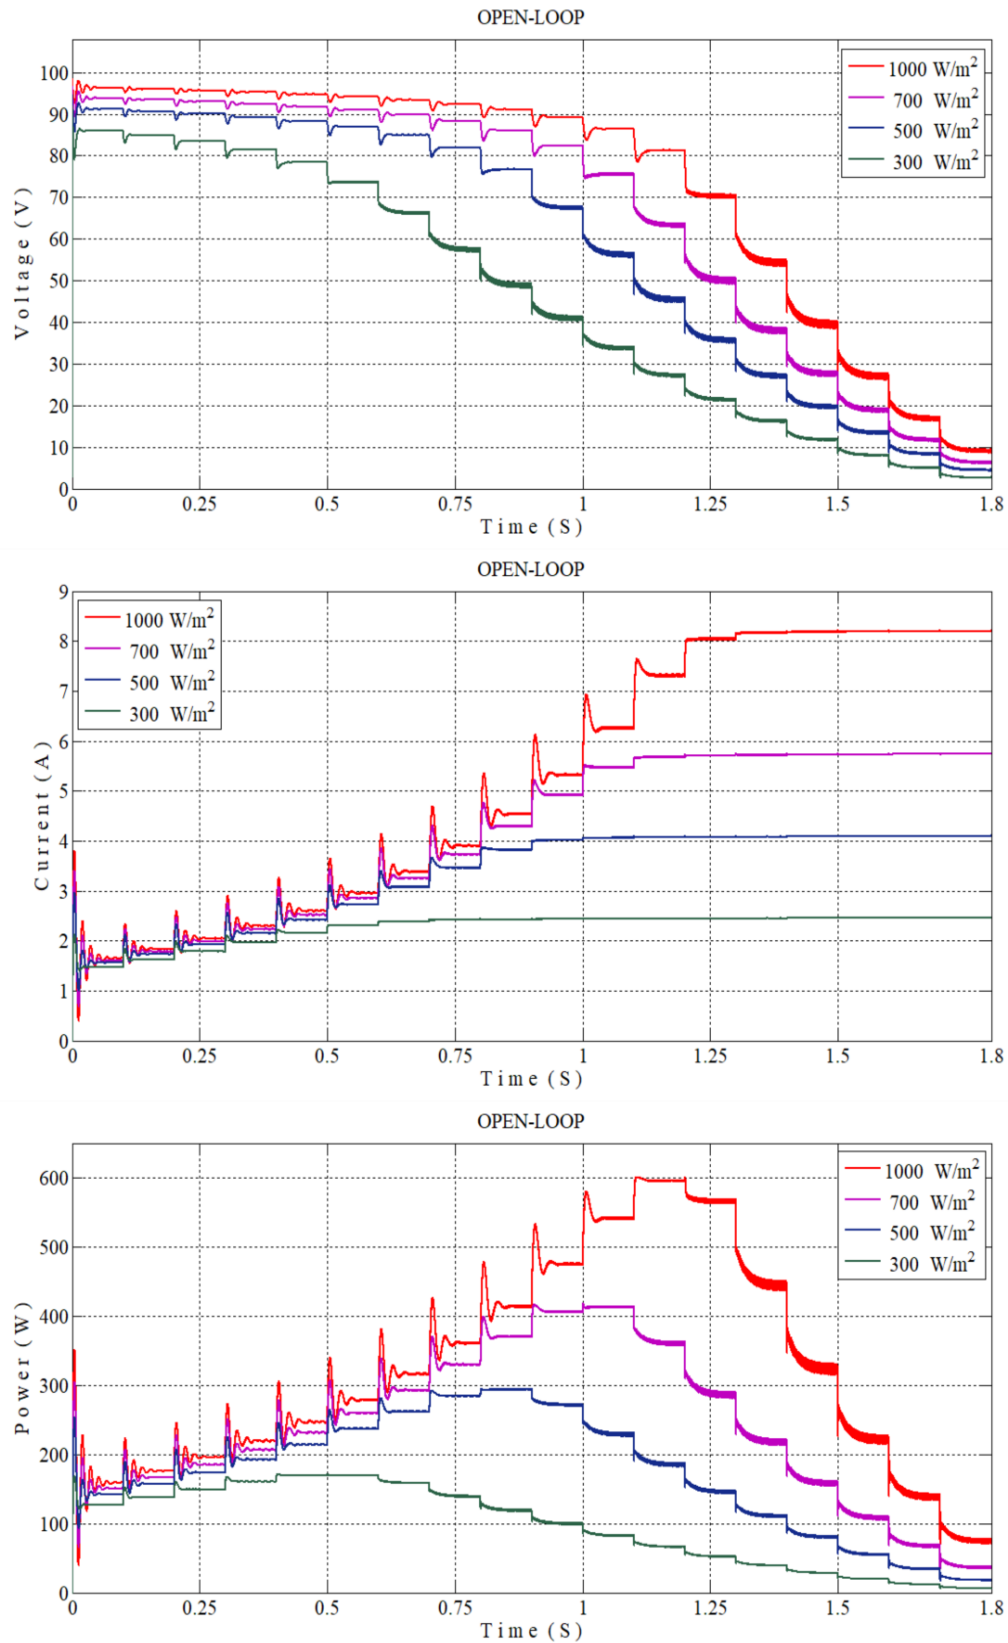 OPEN-LOOP
100
90
80
70
60
50
40
30
20
10
0
Voltage (V)
1000 W/m²
700 W/m²
500 W/m²
300 W/m²
0 0.25 0.5 0.75 1 1.25 1.5 1.8
Time (S)
OPEN-LOOP
9
8
7
6
5
4
3
2
1
0
Current (A)
1000 W/m²
700 W/m²
500 W/m²
300 W/m²
0 0.25 0.5 0.75 1 1.25 1.5 1.8
Time (S)
OPEN-LOOP
600
500
400
300
200
100
0
Power (W)
1000 W/m²
700 W/m²
500 W/m²
300 W/m²
0 0.25 0.5 0.75 1 1.25 1.5 1.8
Time (S)